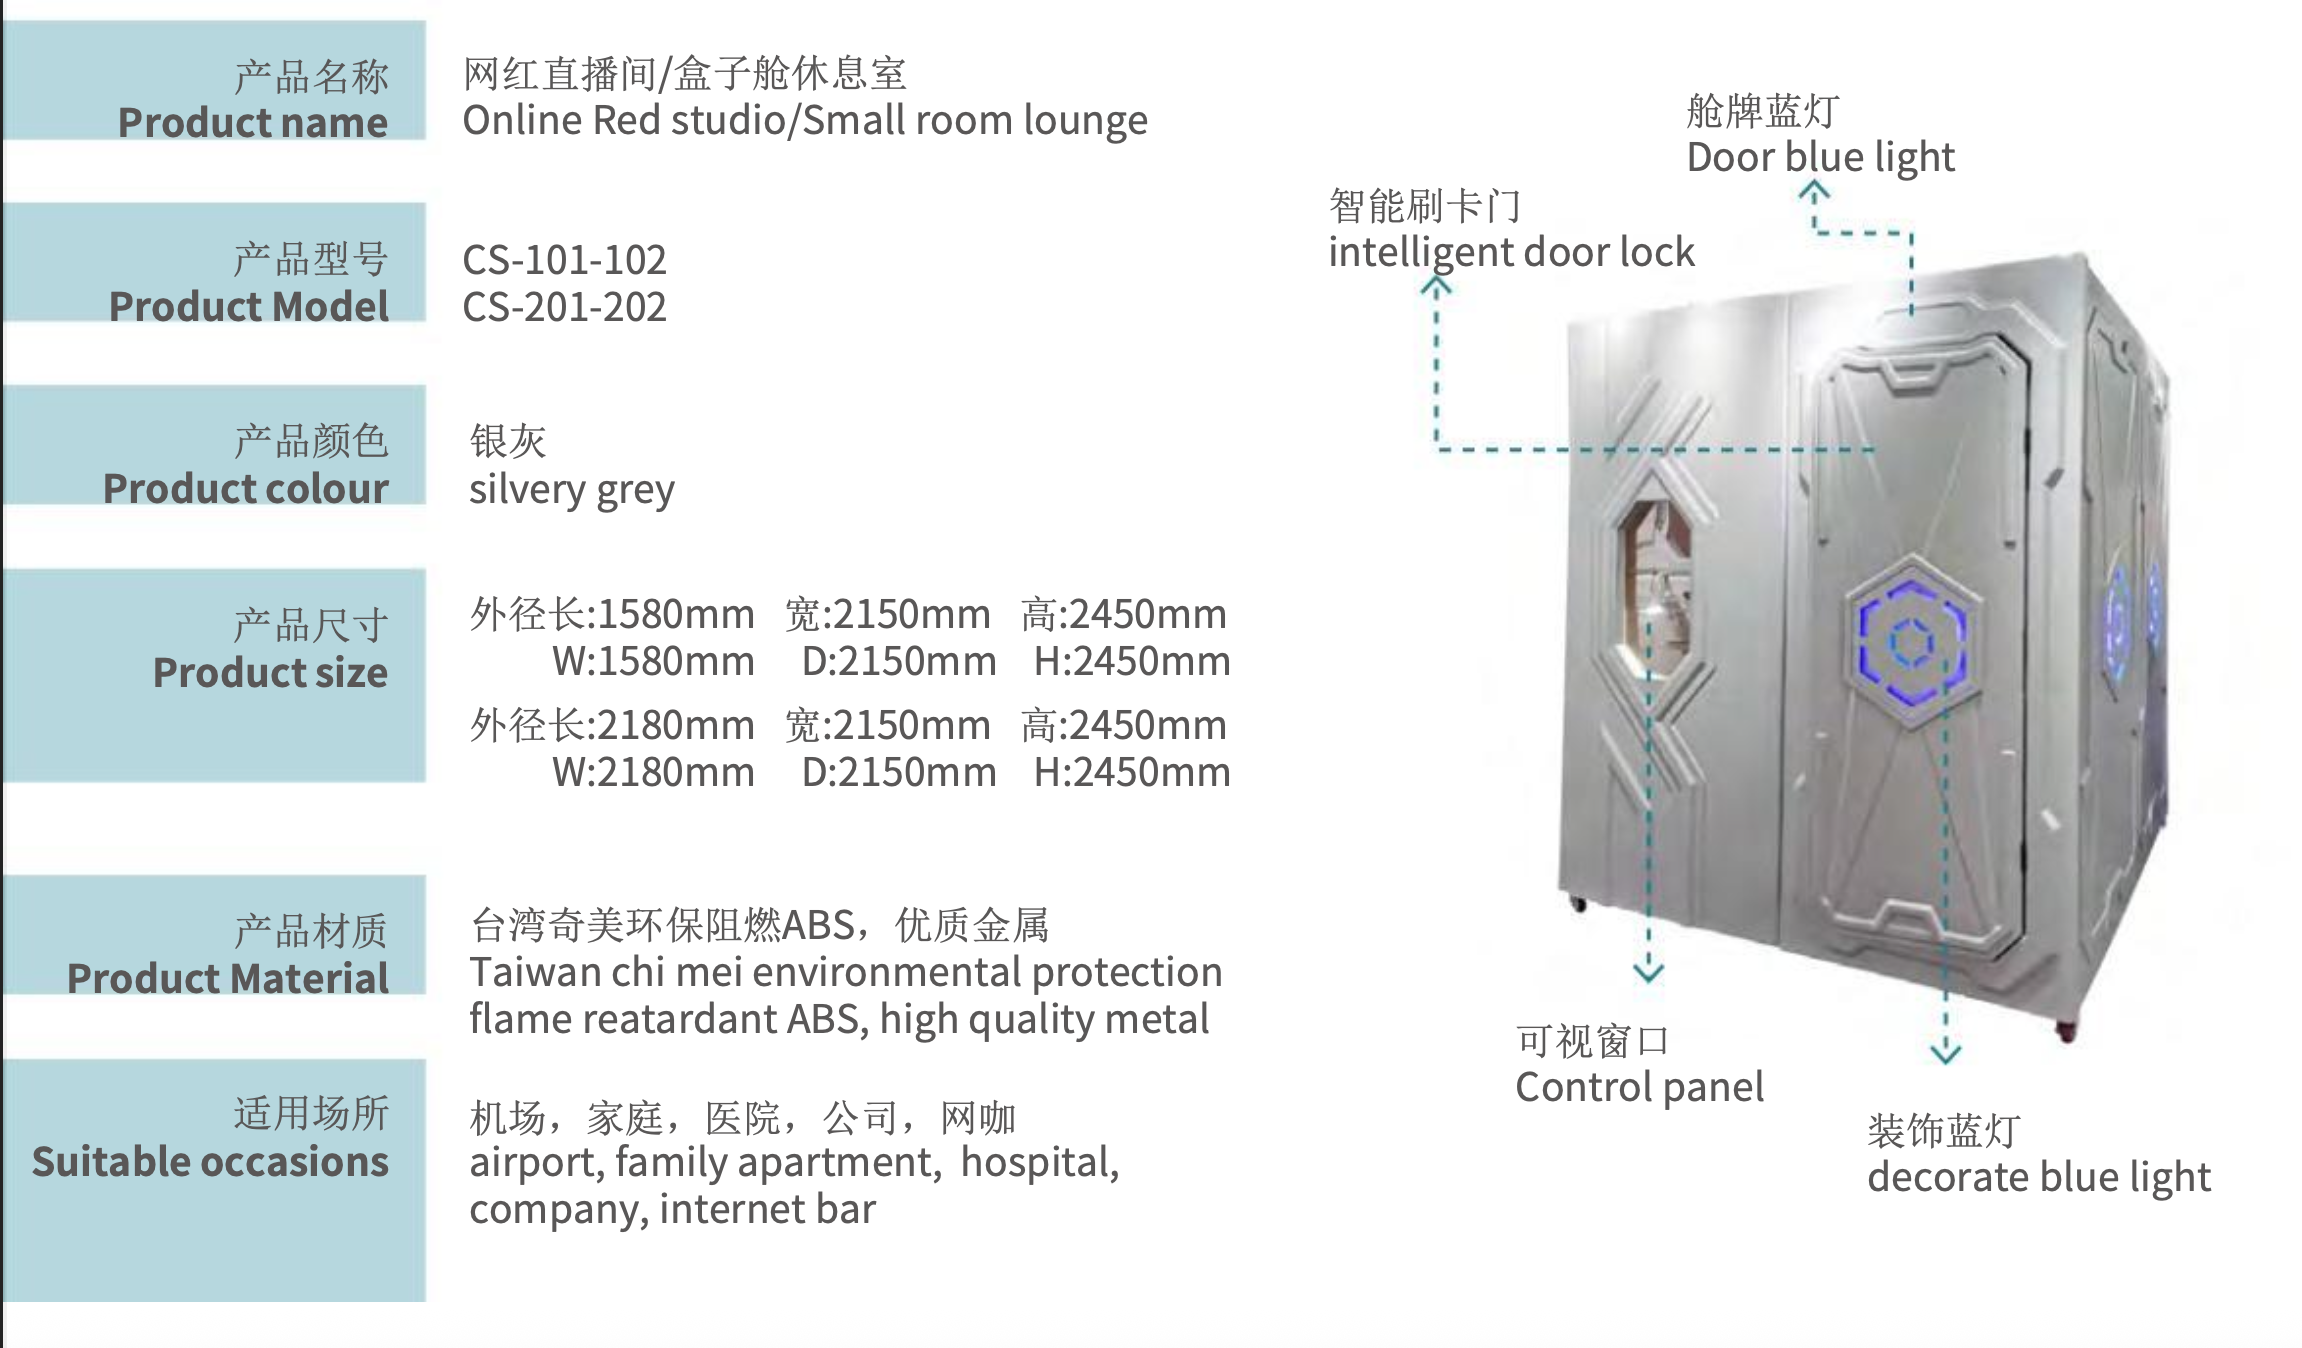 产品名称
Product name
网红直播间/盒子舱休息室
Online Red studio/Small room lounge
产品型号
Product Model
CS-101-102
CS-201-202
产品颜色
Product colour
银灰
silvery grey
产品尺寸
Product size
外径长:1580mm 宽:2150mm 高:2450mm
W:1580mm D:2150mm H:2450mm
外径长:2180mm 宽:2150mm 高:2450mm
W:2180mm D:2150mm H:2450mm
产品材质
Product Material
台湾奇美环保阻燃ABS，优质金属
Taiwan chi mei environmental protection
flame reatardant ABS, high quality metal
适用场所
Suitable occasions
机场，家庭，医院，公司，网咖
airport, family apartment, hospital,
company, internet bar
舱牌蓝灯
Door blue light
智能刷卡门
intelligent door lock
可视窗口
Control panel
装饰蓝灯
decorate blue light